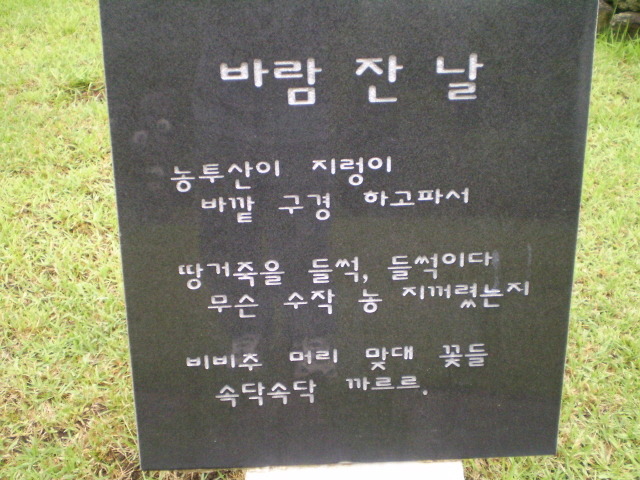 바람 잔 날
농투산이 지렁이
바깥 구경 하고파서
땅거죽을 들썩, 들썩이다
무슨 수작 농 지꺼렸는지
비비추 머리 맞대 꽃들
속닥속닥 까르르.